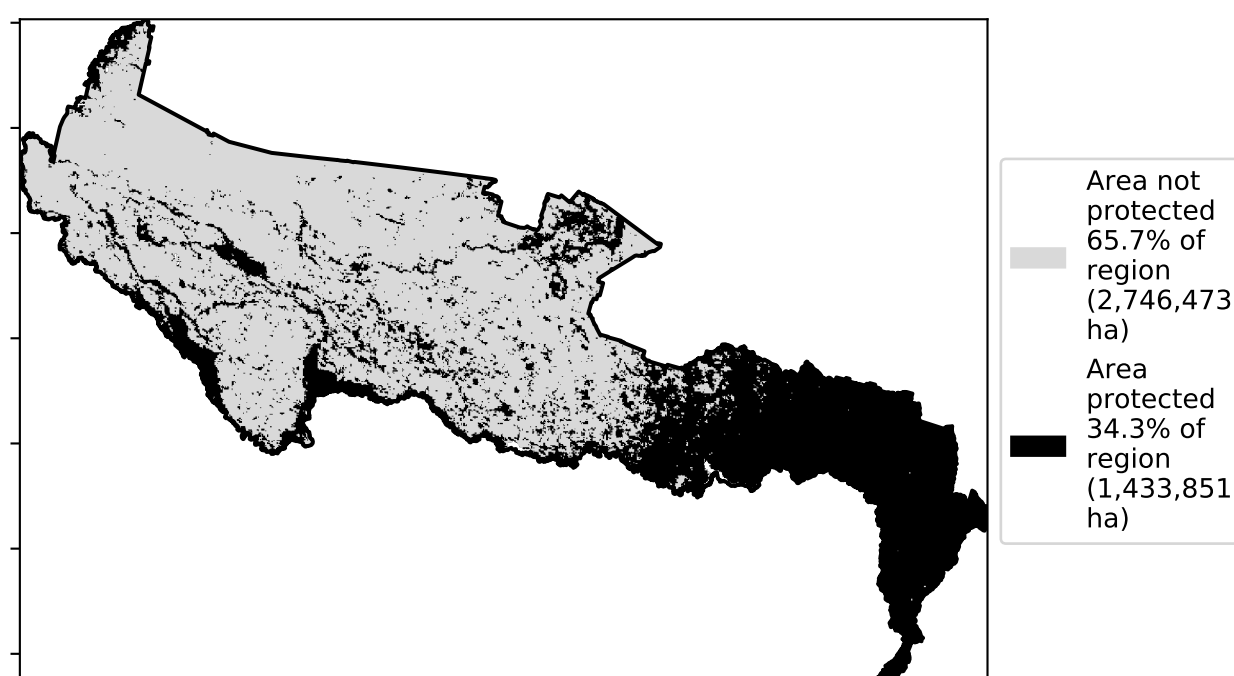 Area not
protected
65.7% of
region
(2,746,473
ha)
Area
protected
34.3% of
region
(1,433,851
ha)